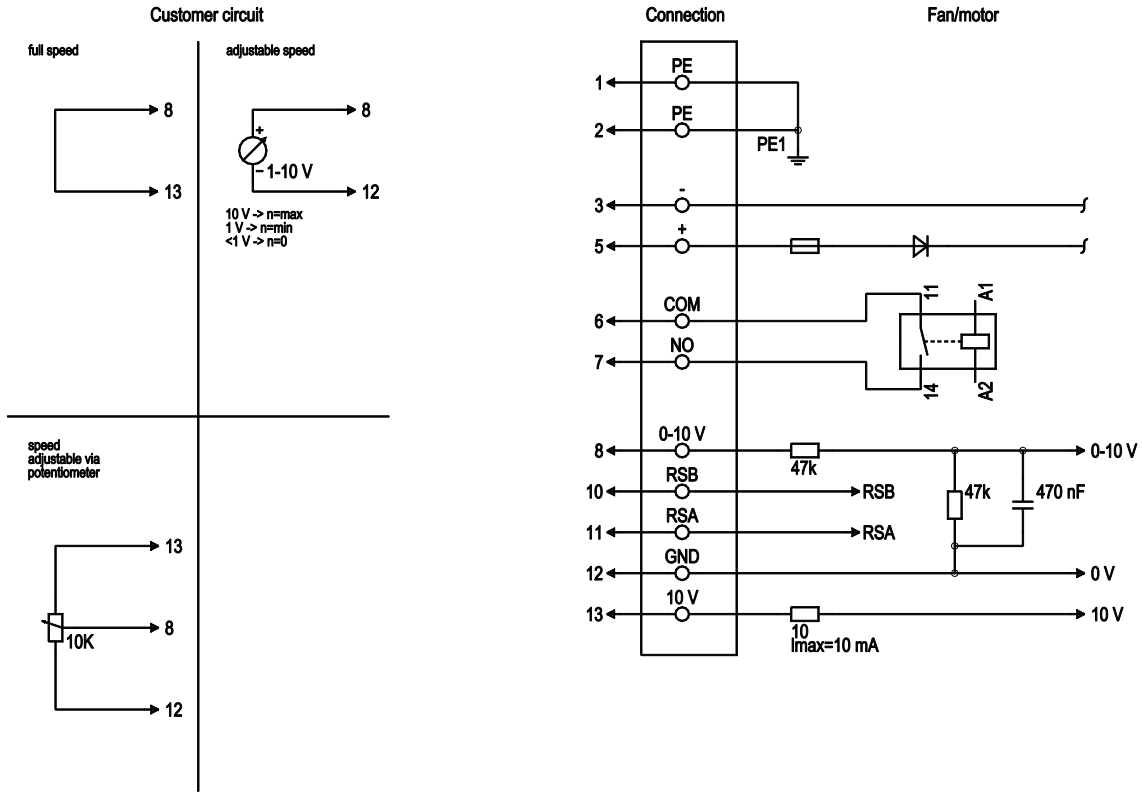 Customer circuit
full speed
8
13
adjustable speed
8
+
– 1-10 V
12
10 V -> n=max
1 V -> n=min
<1 V -> n=0
speed
adjustable via
potentiometer
13
8
10K
12
Connection
Fan/motor
1
PE
2
PE
PE1
3
-
5
+
6
COM
7
NO
11
A1
14
A2
8
0-10 V
47k
0-10 V
10
RSB
RSB
47k
470 nF
11
RSA
RSA
12
GND
0 V
13
10 V
10
Imax=10 mA
10 V